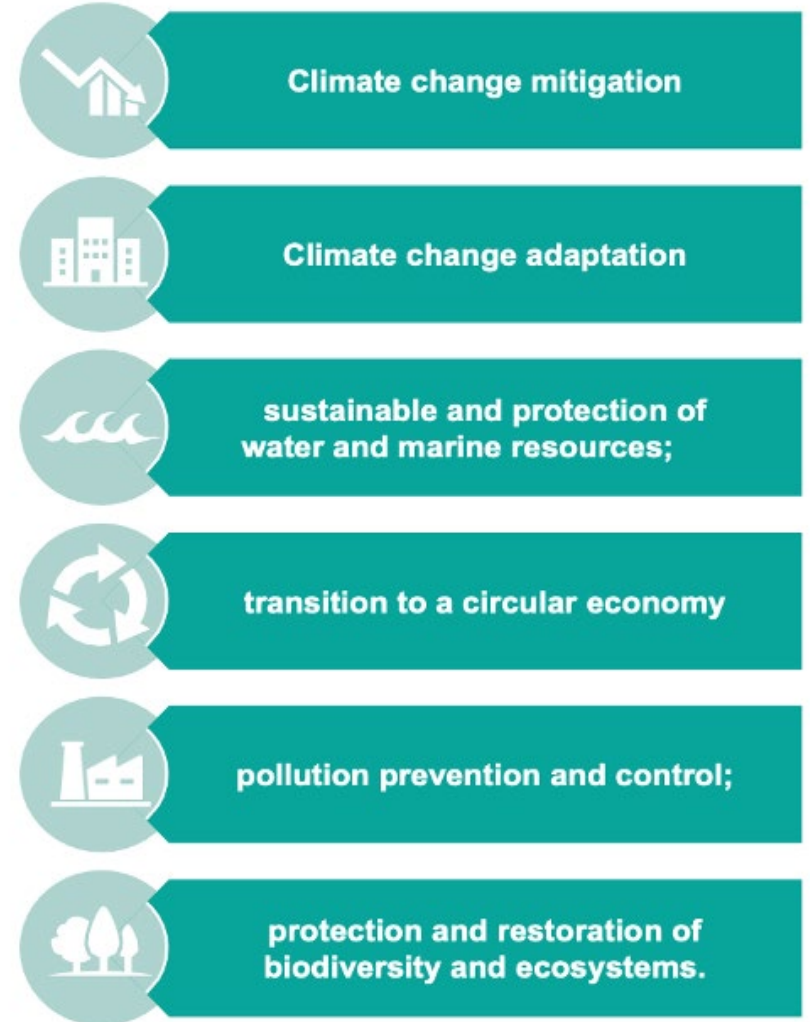 Climate change mitigation
Climate change adaptation
sustainable and protection of
water and marine resources;
transition to a circular economy
pollution prevention and control;
protection and restoration of
biodiversity and ecosystems.